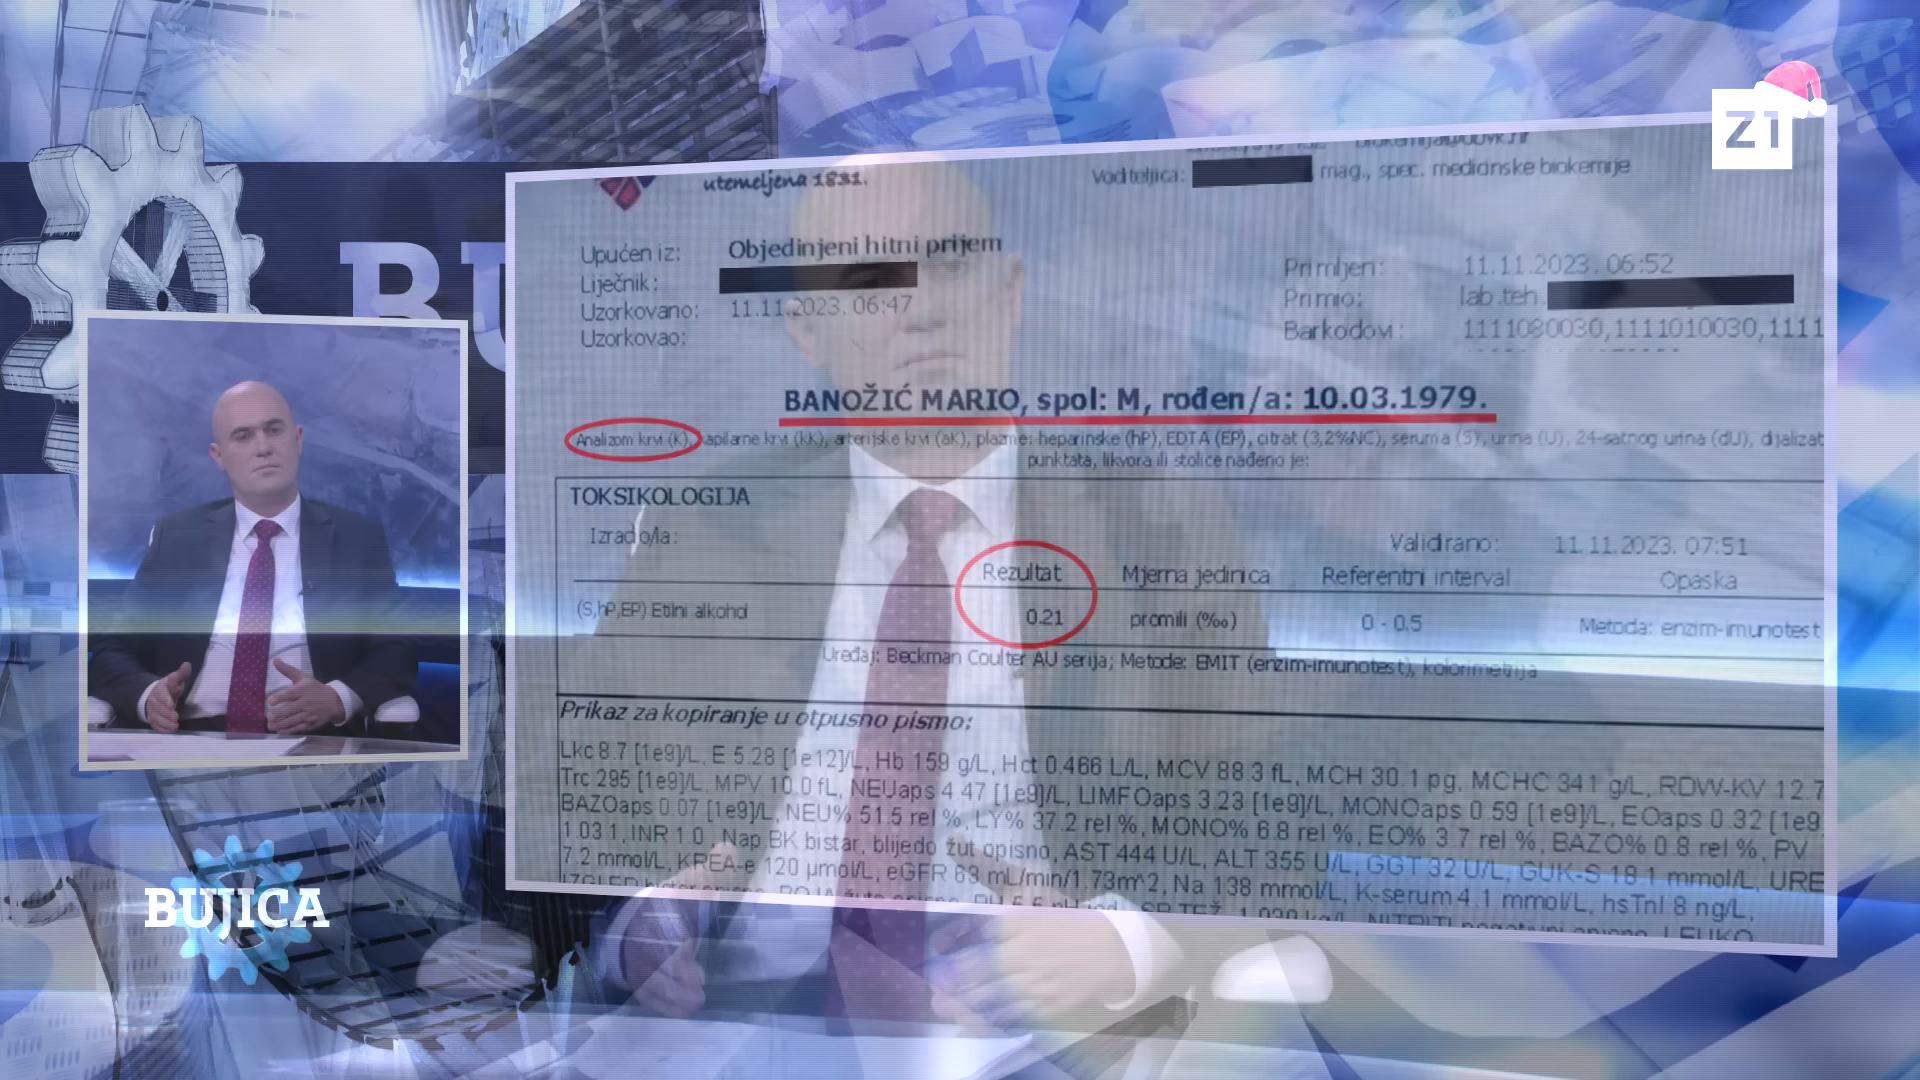 Z1
BU
utemeljena 1831.
Voditeljica: mag., spec. medicinske biokemije
Upućen iz: Objedinjeni hitni prijem
Liječnik:
Uzorkovano: 11.11.2023. 06:47
Uzorkovao:
Primljen: 11.11.2023. 06:52
Primio: lab.teh.
Barkodovi: 1111080030,1111010030,1111
BANOŽIĆ MARIO, spol: M, rođen/a: 10.03.1979.
Analizom krvi (K), kapilarne krvi (kK), arterijske krvi (aK), plazme: heparinske (hP), EDTA (EP), citrat (3,2%NC), seruma (S), urina (U), 24-satnog urina (dU), dijalizat
punktata, likvora ili stolice nađeno je:
TOKSIKOLOGIJA
Izradio/la: Validirano: 11.11.2023. 07:51
Rezultat Mjerna jedinica Referentni interval Opaska
(S,hP,EP) Etilni alkohol 0.21 promili (‰) 0 - 0.5 Metoda: enzim-imunotest
Uređaj: Beckman Coulter AU serija; Metode: EMIT (enzim-imunotest), kolorimetrija
Prikaz za kopiranje u otpusno pismo:
Lkc 8.7 [1e9]/L, E 5.28 [1e12]/L, Hb 159 g/L, Hct 0.466 L/L, MCV 88.3 fL, MCH 30.1 pg, MCHC 341 g/L, RDW-KV 12.7
Trc 295 [1e9]/L, MPV 10.0 fL, NEUaps 4.47 [1e9]/L, LIMFOaps 3.23 [1e9]/L, MONOaps 0.59 [1e9]/L, EOaps 0.32 [1e9
BAZOaps 0.07 [1e9]/L, NEU% 51.5 rel %, LY% 37.2 rel %, MONO% 6.8 rel %, EO% 3.7 rel %, BAZO% 0.8 rel %, PV
1.03 1, INR 1.0, Nap.BK bistar, blijedo žut opisno, AST 444 U/L, ALT 355 U/L, GGT 32 U/L, GUK-S 18.1 mmol/L, URE
7.2 mmol/L, KREA-e 120 µmol/L, eGFR 63 mL/min/1.73m^2, Na 138 mmol/L, K-serum 4.1 mmol/L, hsTnI 8 ng/L,
BUJICA